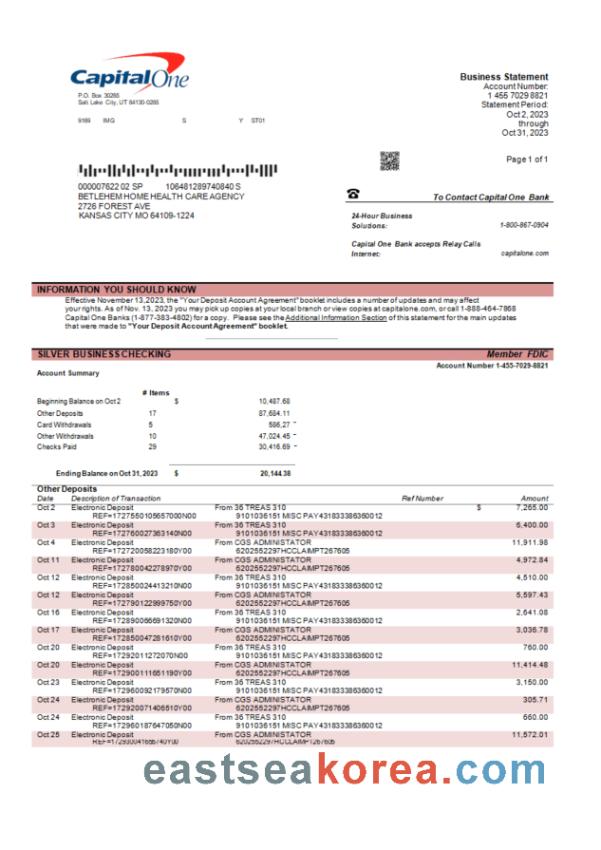 CapitalOne
P.O. Box 30285
Salt Lake City, UT 84130-0285
9189 IMG S Y ST01
Business Statement
Account Number:
1 455 7029 8821
Statement Period:
Oct 2, 2023
through
Oct 31, 2023
Page 1 of 1
000007622 02 SP 106481289740840 S
BETLEHEM HOME HEALTH CARE AGENCY
2726 FOREST AVE
KANSAS CITY MO 64109-1224
To Contact Capital One Bank
24-Hour Business
Solutions: 1-800-867-0904
Capital One Bank accepts Relay Calls
Internet: capitalone.com
INFORMATION YOU SHOULD KNOW
Effective November 13, 2023, the "Your Deposit Account Agreement" booklet includes a number of updates and may affect
your rights. As of Nov. 13, 2023 you may pick up copies at your local branch or view copies at capitalone.com, or call 1-888-464-7868
Capital One Banks (1-877-383-4802) for a copy. Please see the Additional Information Section of this statement for the main updates
that were made to "Your Deposit Account Agreement" booklet.
SILVER BUSINESS CHECKING Member FDIC
Account Number 1-455-7029-8821
Account Summary
# Items
Beginning Balance on Oct 2 $ 10,487.68
Other Deposits 17 87,684.11
Card Withdrawals 5 586,27 -
Other Withdrawals 10 47,024.45 -
Checks Paid 29 30,416.69 -
Ending Balance on Oct 31, 2023 $ 20,144.38
Other Deposits
Date Description of Transaction Ref Number Amount
Oct 2 Electronic Deposit From 36 TREAS 310 $ 7,265.00
REF=1727550105657000N00 9101036151 MISC PAY431833386360012
Oct 3 Electronic Deposit From 36 TREAS 310 6,400.00
REF=172760027363140N00 9101036151 MISC PAY431833386360012
Oct 4 Electronic Deposit From CGS ADMINISTATOR 11,911.98
REF=172720058223180Y00 6202552297HCCLAIMPT267605
Oct 11 Electronic Deposit From CGS ADMINISTATOR 4,972.84
REF=172780042278970Y00 6202552297HCCLAIMPT267605
Oct 12 Electronic Deposit From 36 TREAS 310 4,510.00
REF=172850024413210N00 9101036151 MISC PAY431833386360012
Oct 12 Electronic Deposit From CGS ADMINISTATOR 5,597.43
REF=172790122999750Y00 6202552297HCCLAIMPT267605
Oct 16 Electronic Deposit From 36 TREAS 310 2,641.08
REF=172890066691320N00 9101036151 MISC PAY431833386360012
Oct 17 Electronic Deposit From CGS ADMINISTATOR 3,036.78
REF=172850047281610Y00 6202552297HCCLAIMPT267605
Oct 20 Electronic Deposit From 36 TREAS 310 760.00
REF=17292011272070N00 9101036151 MISC PAY431833386360012
Oct 20 Electronic Deposit From CGS ADMINISTATOR 11,414.48
REF=172900111651190Y00 6202552297HCCLAIMPT267605
Oct 23 Electronic Deposit From 36 TREAS 310 3,150.00
REF=172960092179570N00 9101036151 MISC PAY431833386360012
Oct 24 Electronic Deposit From CGS ADMINISTATOR 305.71
REF=172920071406510Y00 6202552297HCCLAIMPT267605
Oct 24 Electronic Deposit From 36 TREAS 310 660.00
REF=172960187647050N00 9101036151 MISC PAY431833386360012
Oct 25 Electronic Deposit From CGS ADMINISTATOR 11,572.01
6202552297HCCLAIMPT267605
eastseakorea.com